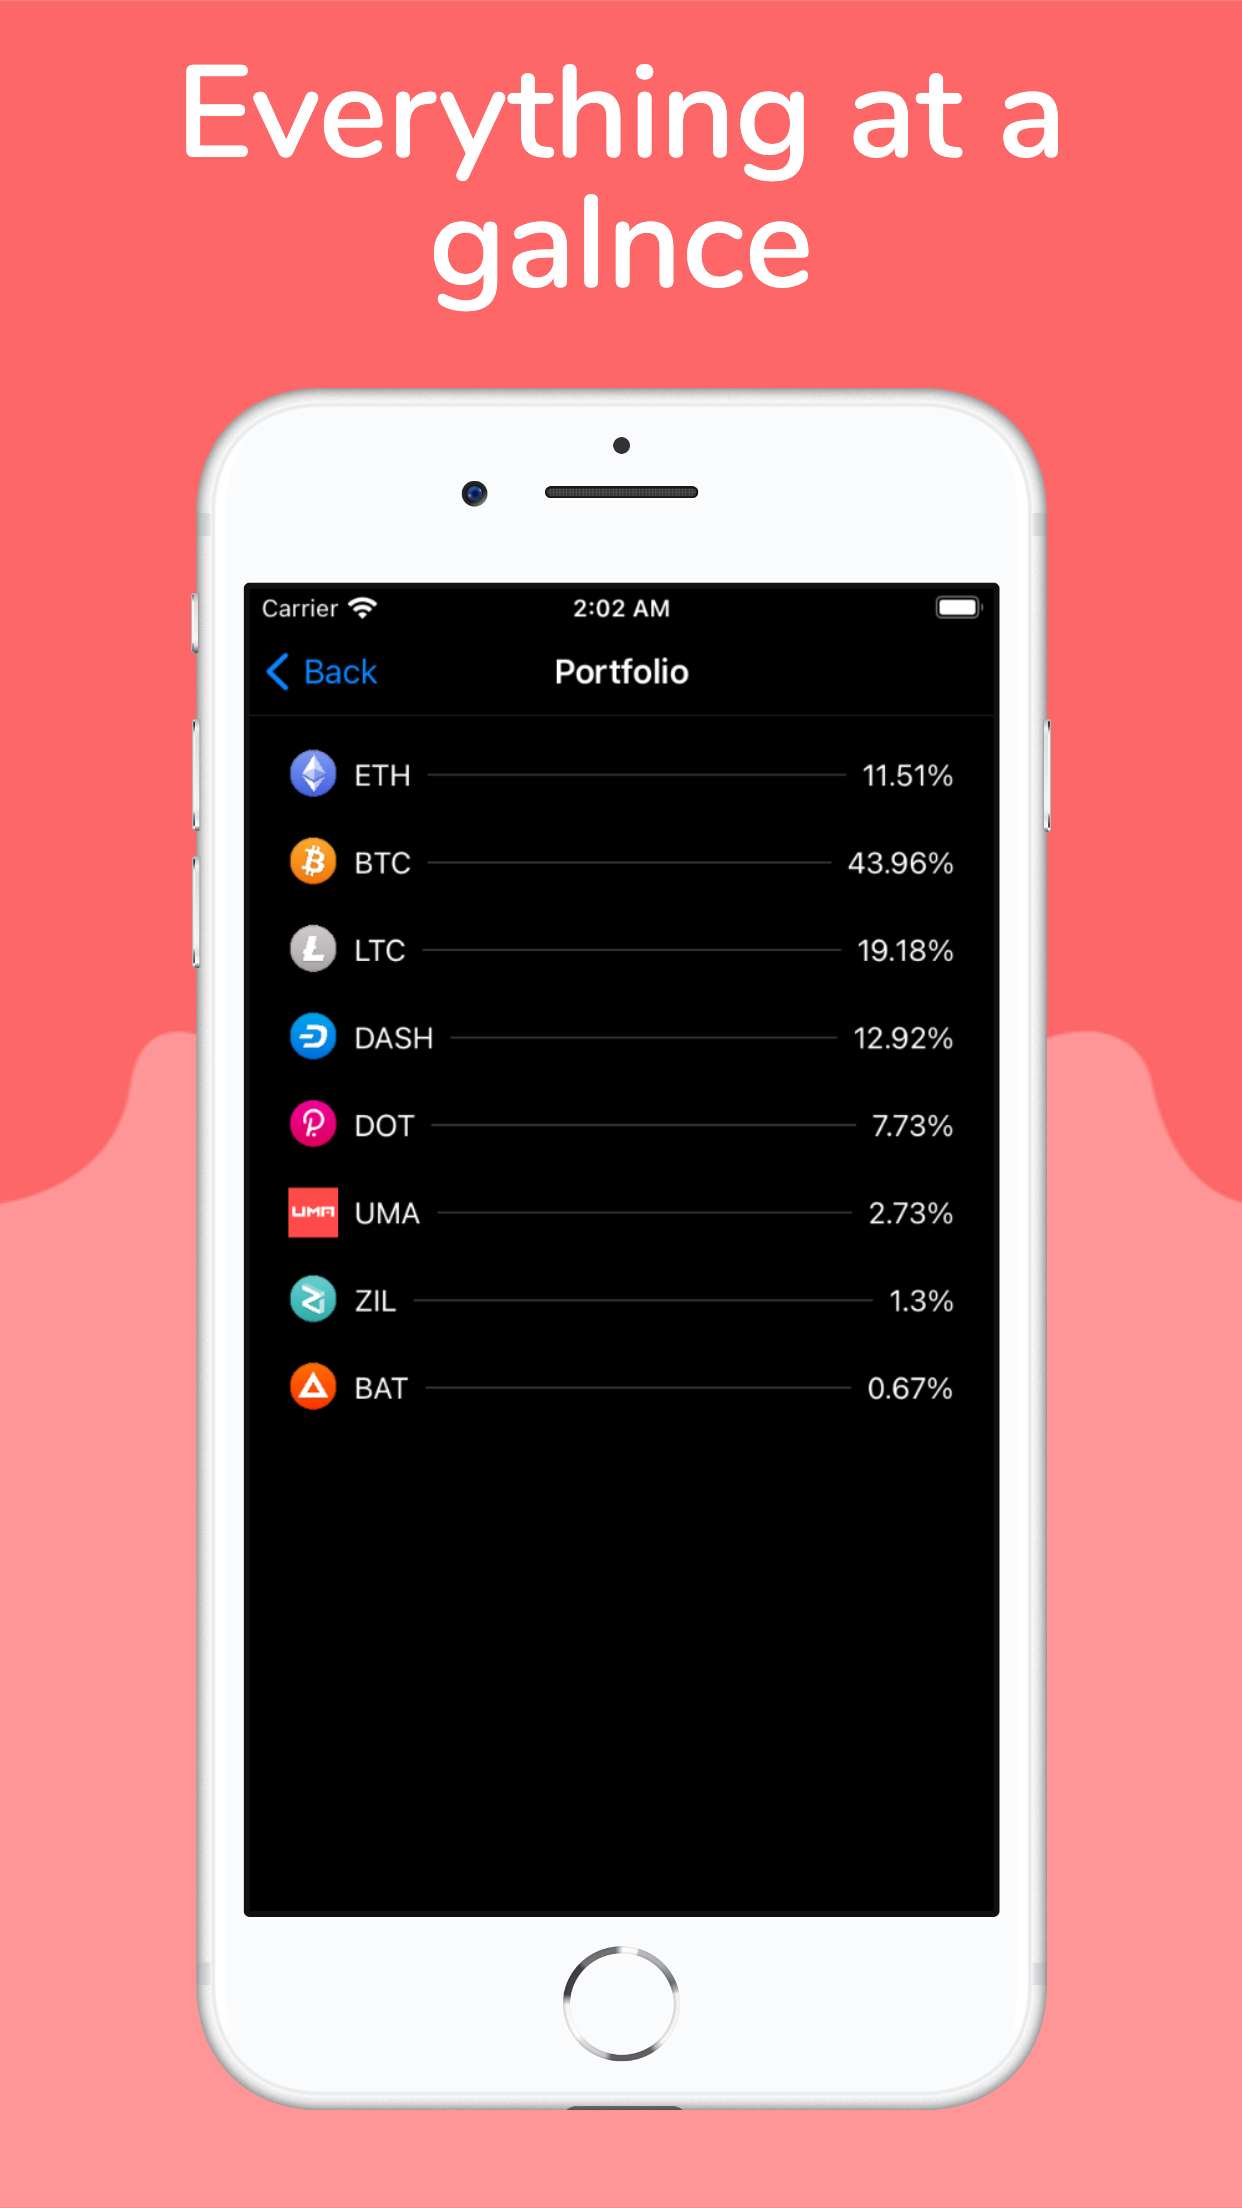 Everything at a
galnce
Carrier 2:02 AM
Back Portfolio
ETH 11.51%
BTC 43.96%
LTC 19.18%
DASH 12.92%
DOT 7.73%
UMA UMA 2.73%
ZIL 1.3%
BAT 0.67%